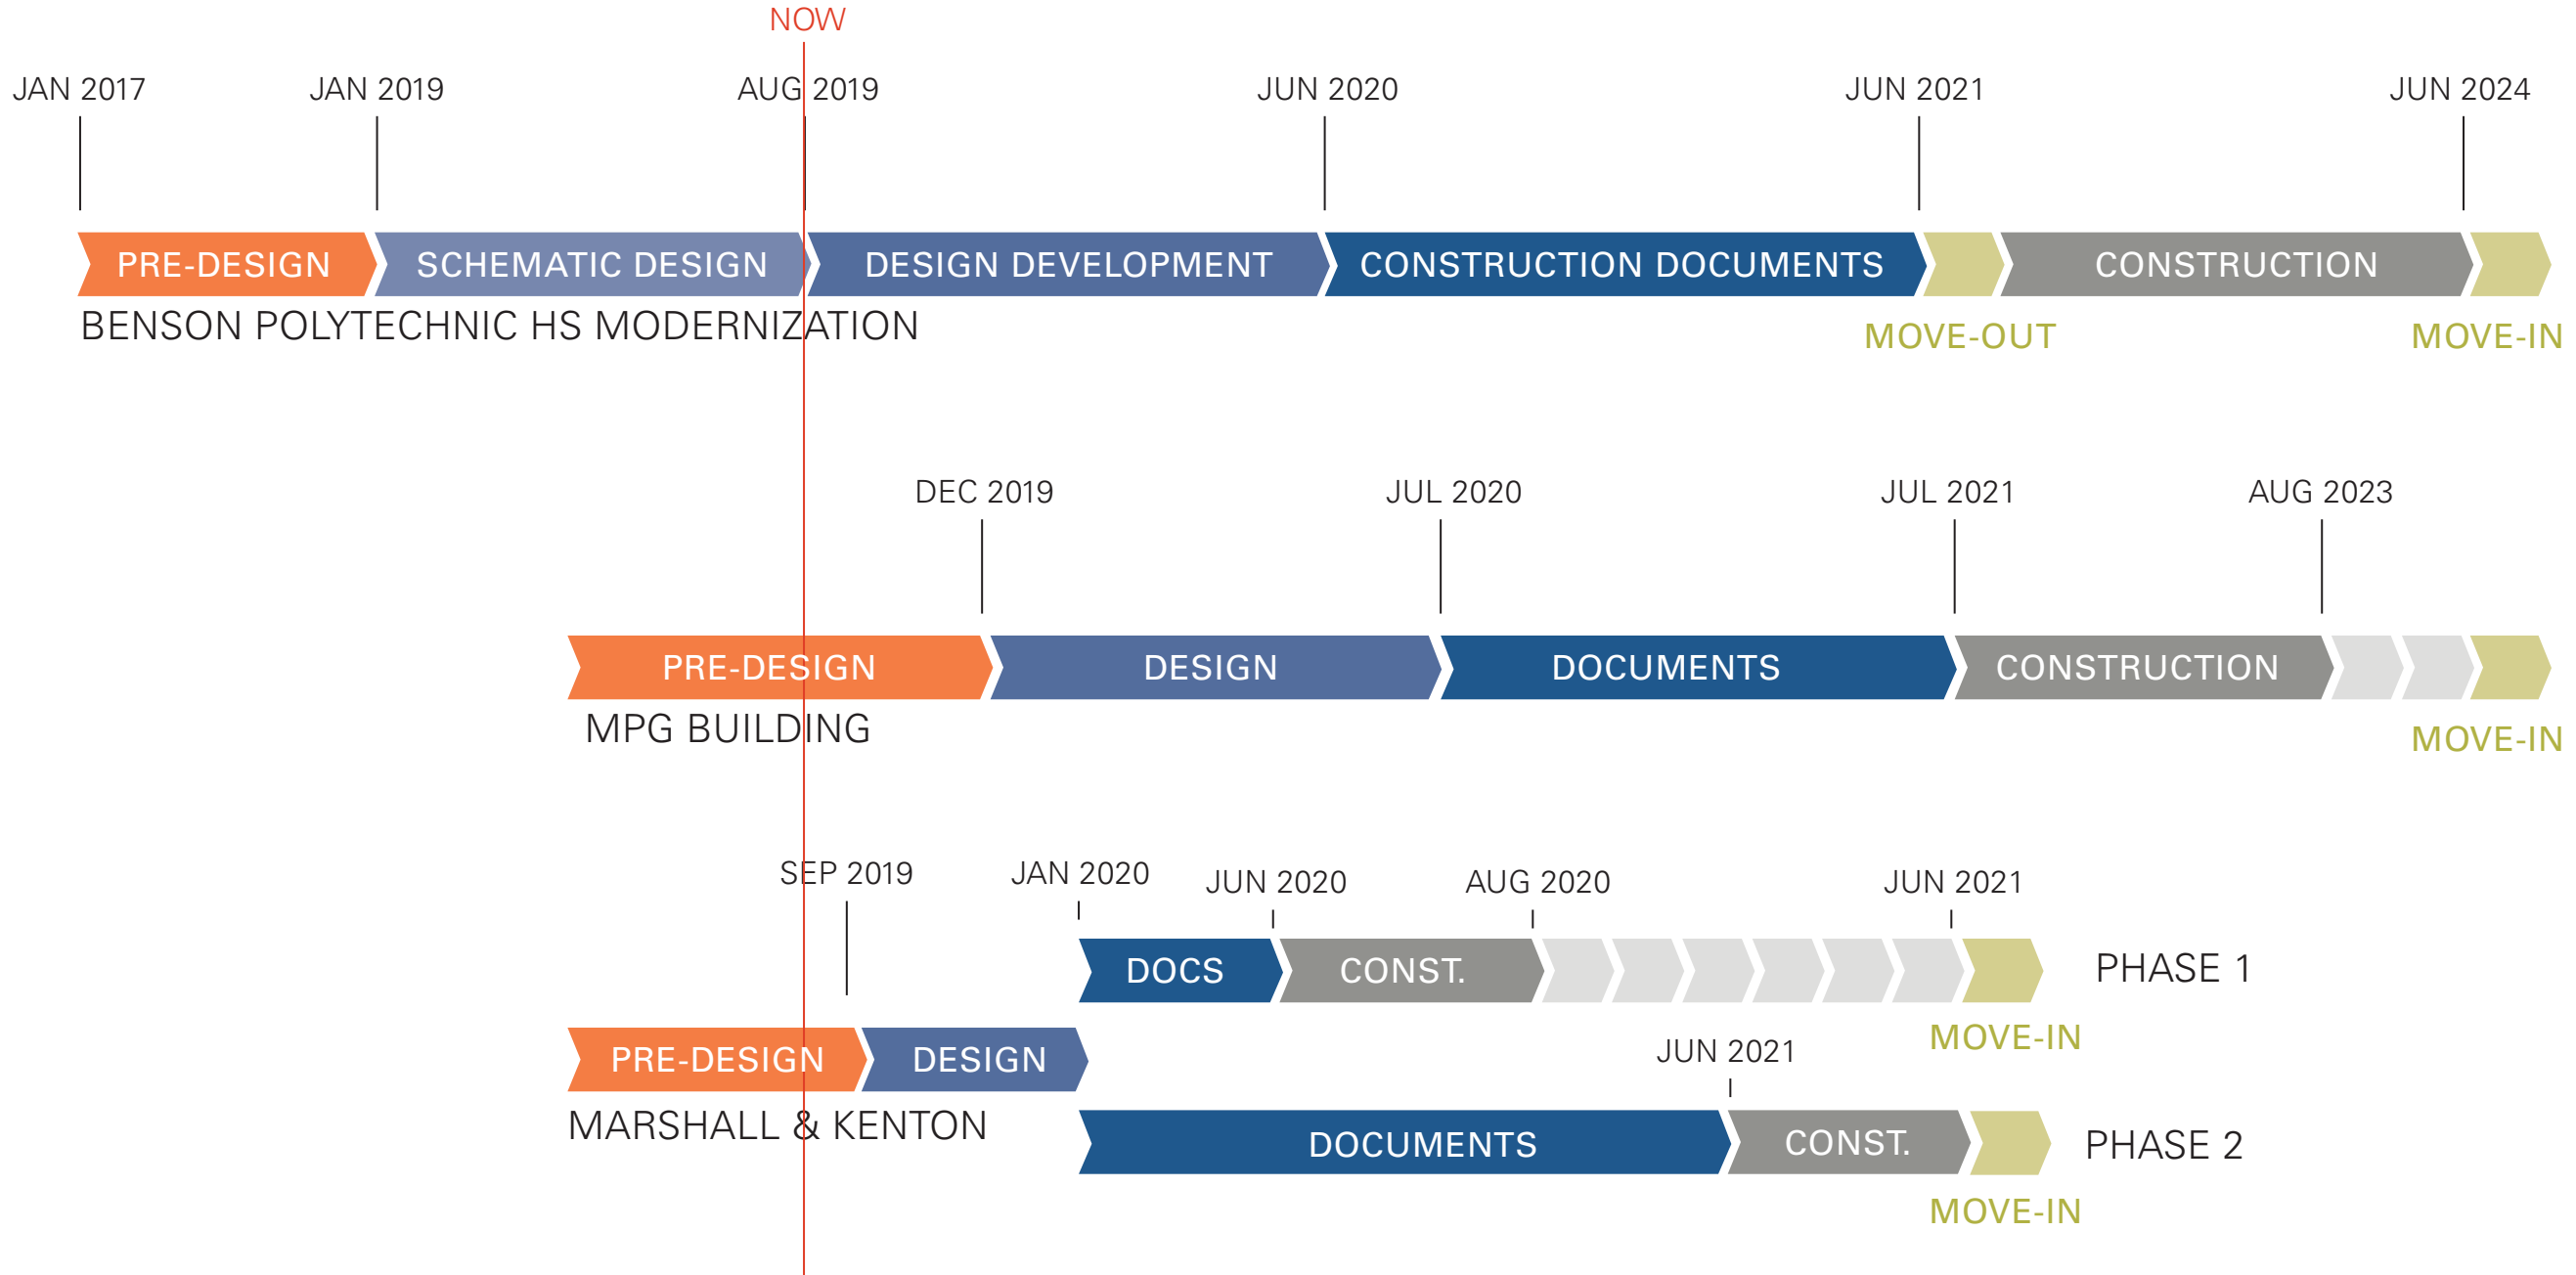 NOW
JAN 2017 JAN 2019 AUG 2019 JUN 2020 JUN 2021 JUN 2024
PRE-DESIGN SCHEMATIC DESIGN DESIGN DEVELOPMENT CONSTRUCTION DOCUMENTS CONSTRUCTION
BENSON POLYTECHNIC HS MODERNIZATION MOVE-OUT MOVE-IN
DEC 2019 JUL 2020 JUL 2021 AUG 2023
PRE-DESIGN DESIGN DOCUMENTS CONSTRUCTION
MPG BUILDING MOVE-IN
SEP 2019 JAN 2020 JUN 2020 AUG 2020 JUN 2021
DOCS CONST. PHASE 1
MOVE-IN
JUN 2021
PRE-DESIGN DESIGN
MARSHALL & KENTON
DOCUMENTS CONST. PHASE 2
MOVE-IN